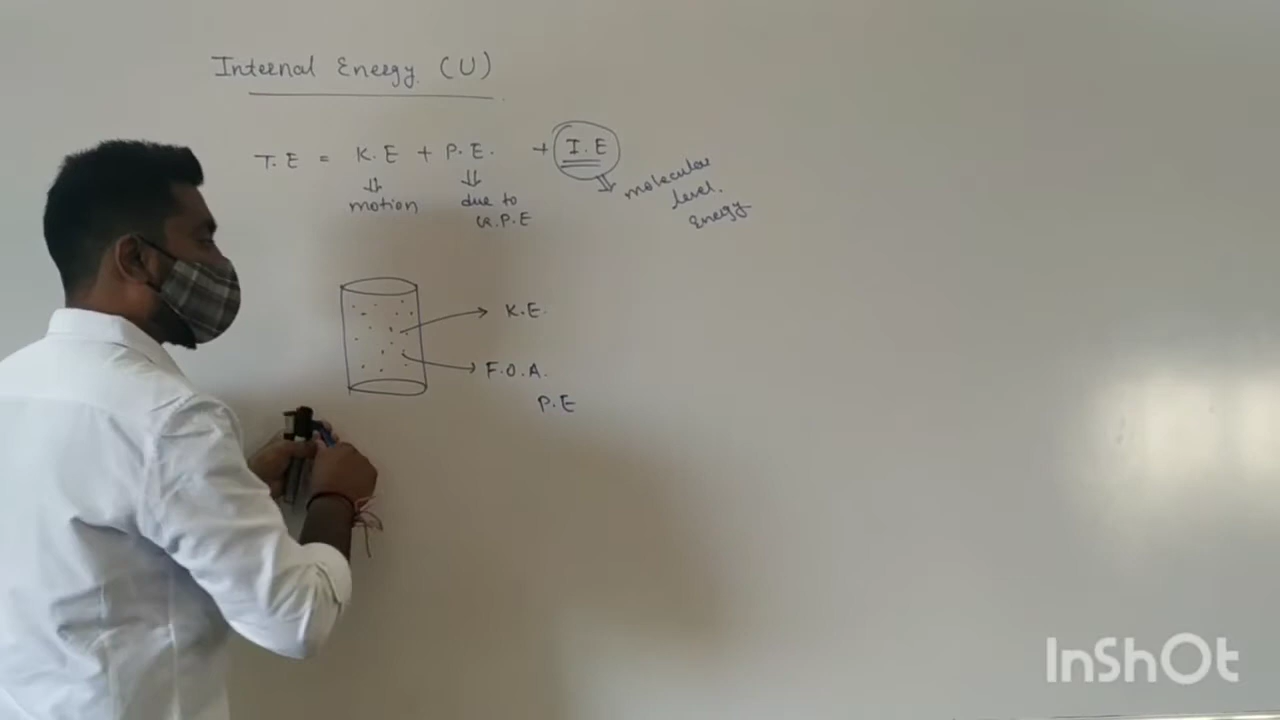 Internal Energy (U)
T.E = K.E + P.E. + I.E
motion
due to
G.P.E
molecular
level.
Energy
K.E.
F.O.A.
P.E
InShOt